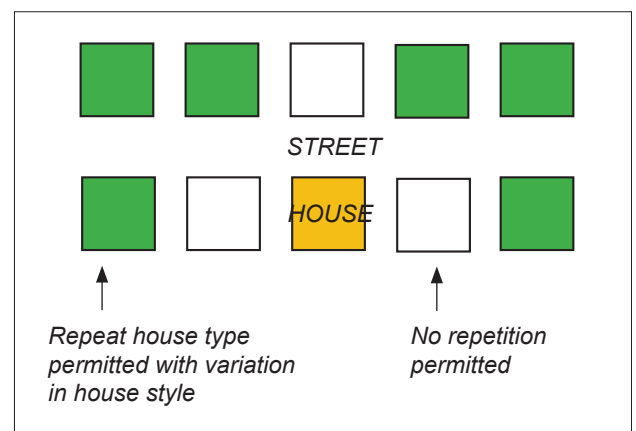 STREET
HOUSE
Repeat house type
permitted with variation
in house style
No repetition
permitted